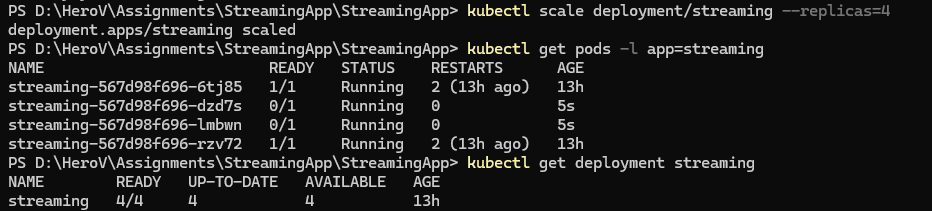 PS D:\HeroV\Assignments\StreamingApp\StreamingApp> kubectl scale deployment/streaming --replicas=4
deployment.apps/streaming scaled
PS D:\HeroV\Assignments\StreamingApp\StreamingApp> kubectl get pods -l app=streaming
NAME                         READY   STATUS    RESTARTS      AGE
streaming-567d98f696-6tj85   1/1     Running   2 (13h ago)   13h
streaming-567d98f696-dzd7s   0/1     Running   0             5s
streaming-567d98f696-lmbwn   0/1     Running   0             5s
streaming-567d98f696-rzv72   1/1     Running   2 (13h ago)   13h
PS D:\HeroV\Assignments\StreamingApp\StreamingApp> kubectl get deployment streaming
NAME        READY   UP-TO-DATE   AVAILABLE   AGE
streaming   4/4     4            4           13h